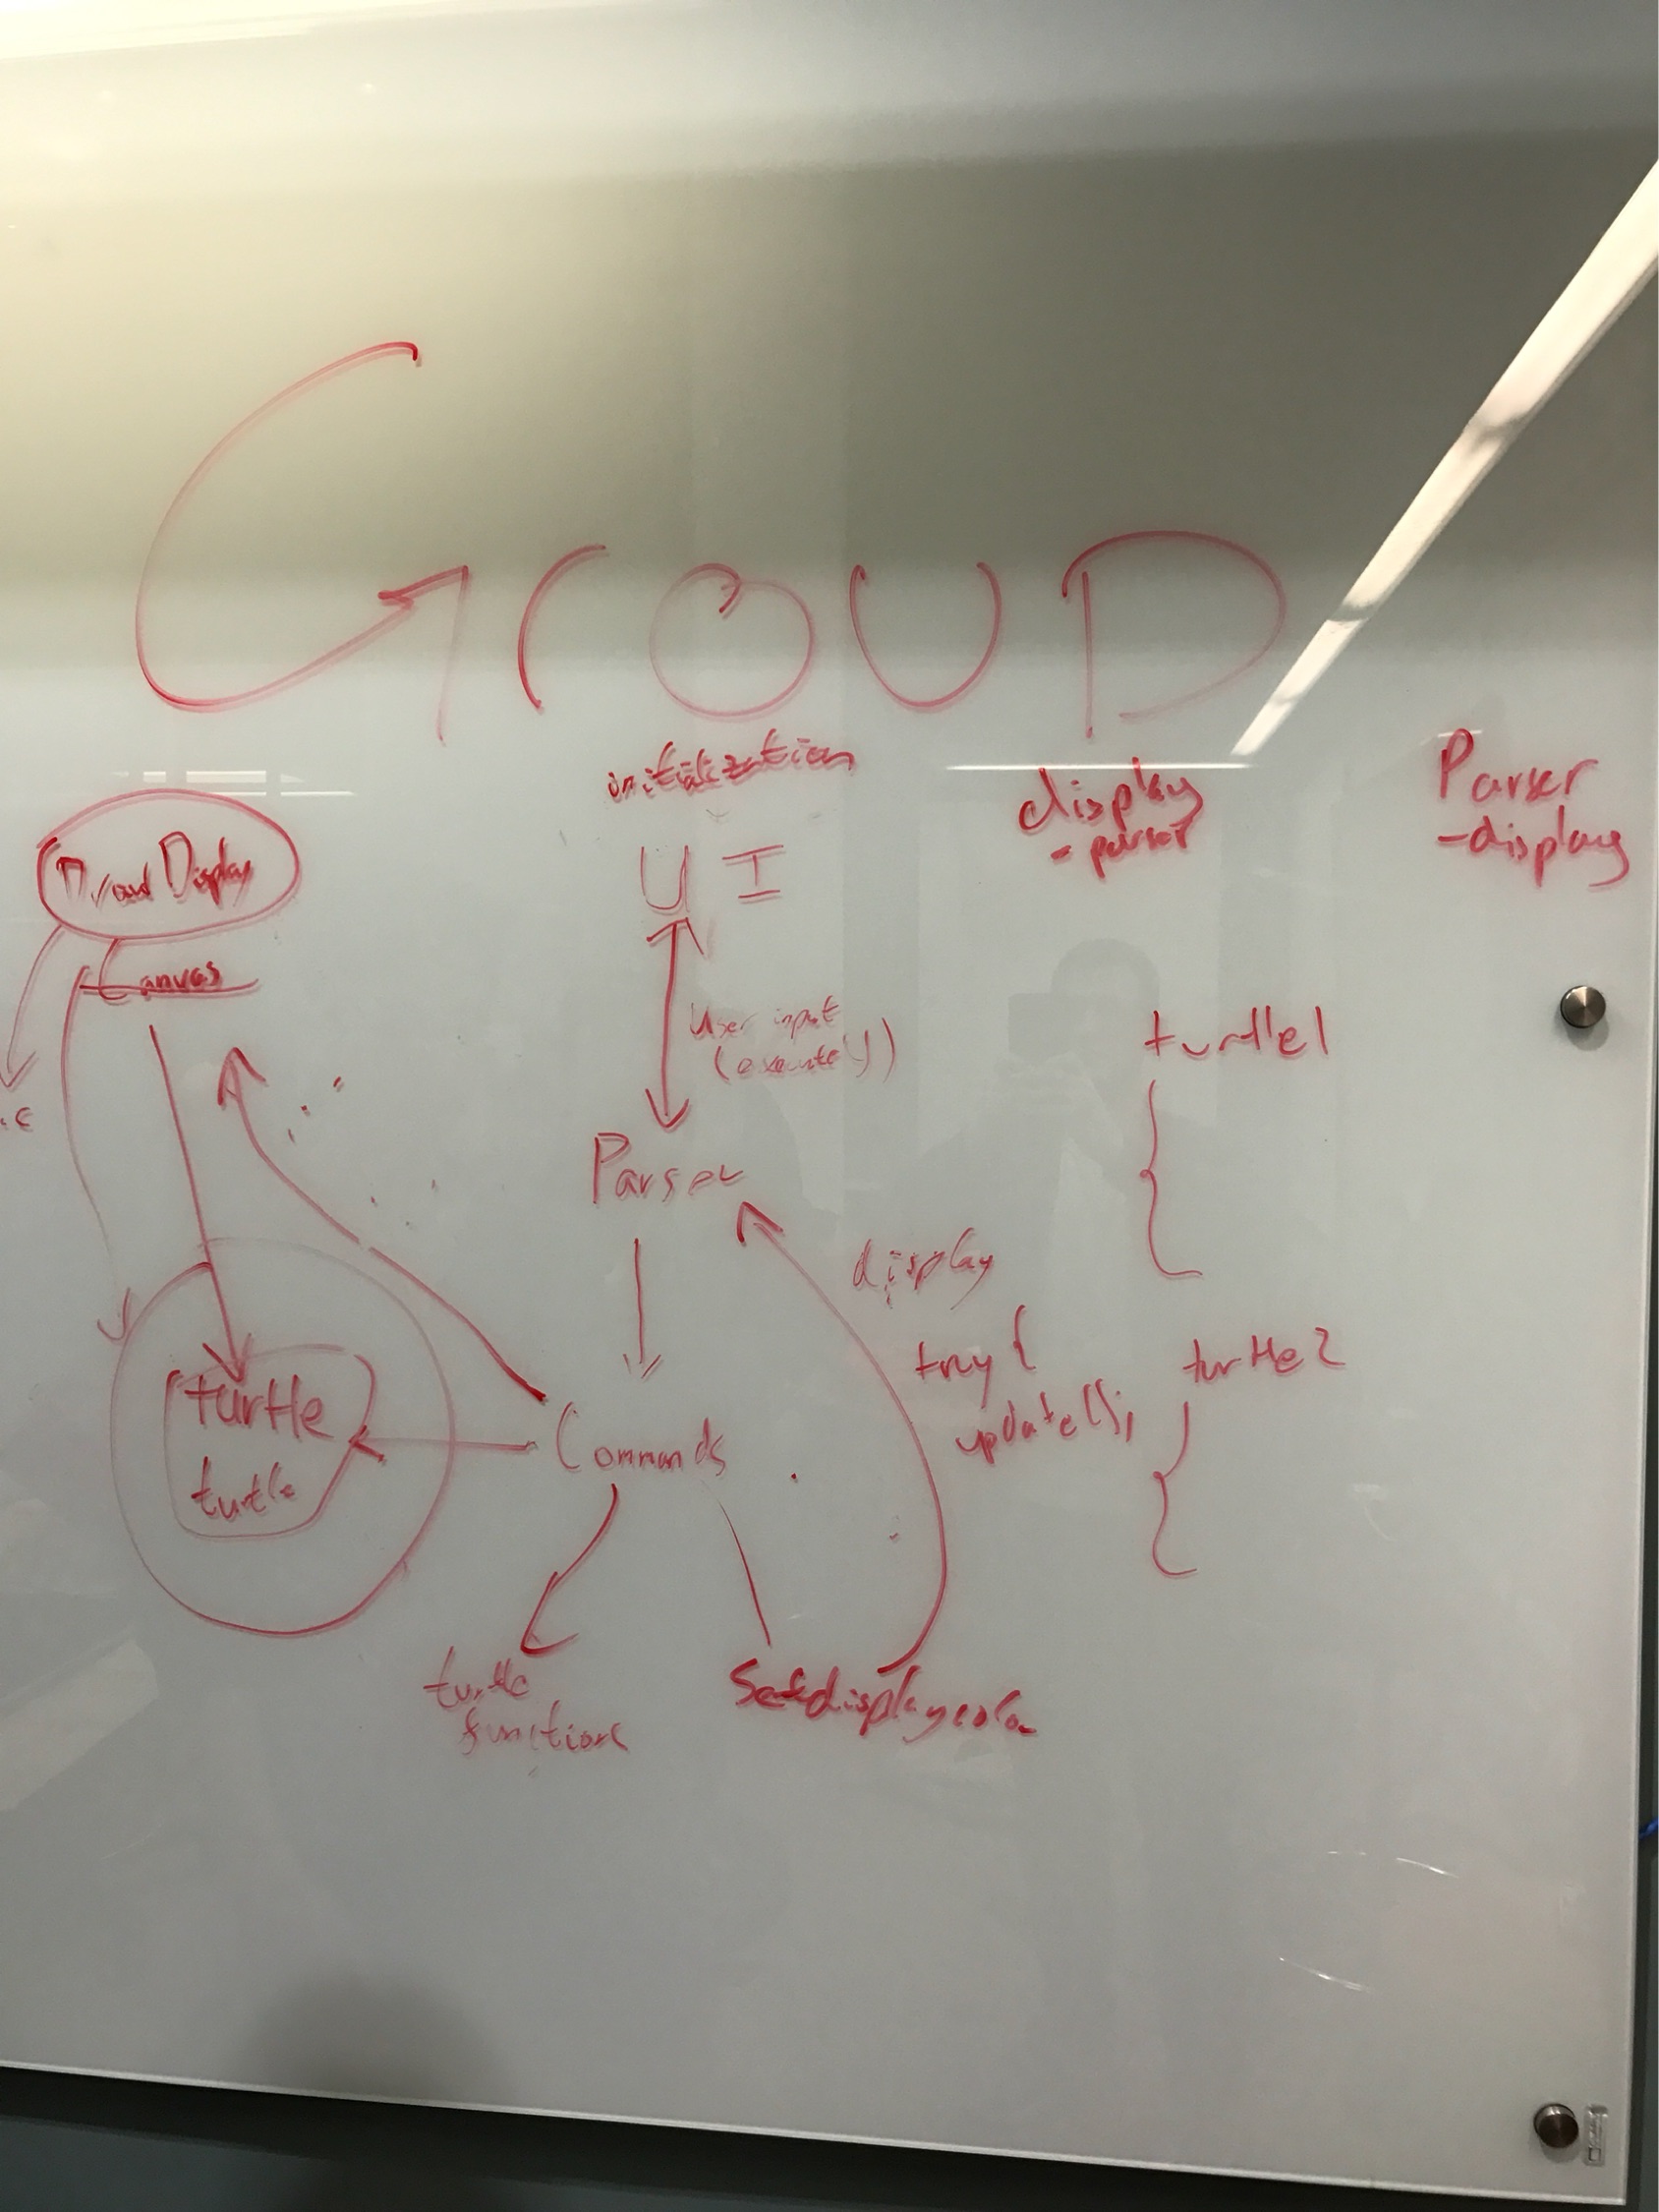 GrouP
initialization
UI
display
- parser
Parser
-display
Display
Canvas
User input
(execute())
turtle1
{
Parser
display
try {
update();
turtle2
{
turtle
turtle
Commands
turtle
functions
Setdisplaycolor